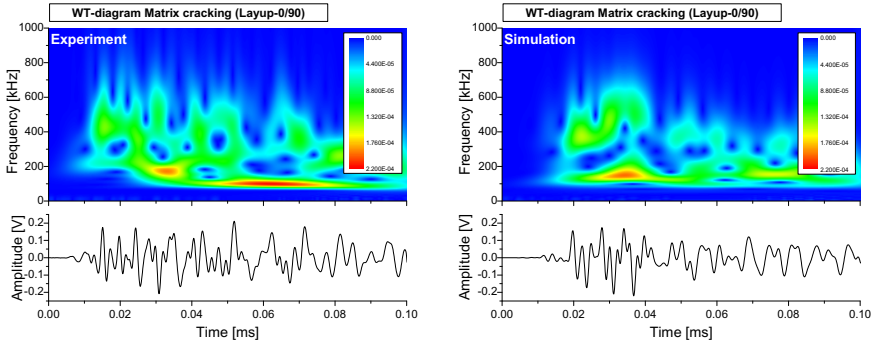 WT-diagram Matrix cracking (Layup-0/90)
Experiment
Frequency [kHz]
1000
800
600
400
200
0
0.000
4.400E-05
8.800E-05
1.320E-04
1.760E-04
2.200E-04
Amplitude [V]
0.2
0.1
0.0
-0.1
-0.2
0.00 0.02 0.04 0.06 0.08 0.10
Time [ms]
WT-diagram Matrix cracking (Layup-0/90)
Simulation
Frequency [kHz]
1000
800
600
400
200
0
0.000
4.400E-05
8.800E-05
1.320E-04
1.760E-04
2.200E-04
Amplitude [V]
0.2
0.1
0.0
-0.1
-0.2
0.00 0.02 0.04 0.06 0.08 0.10
Time [ms]